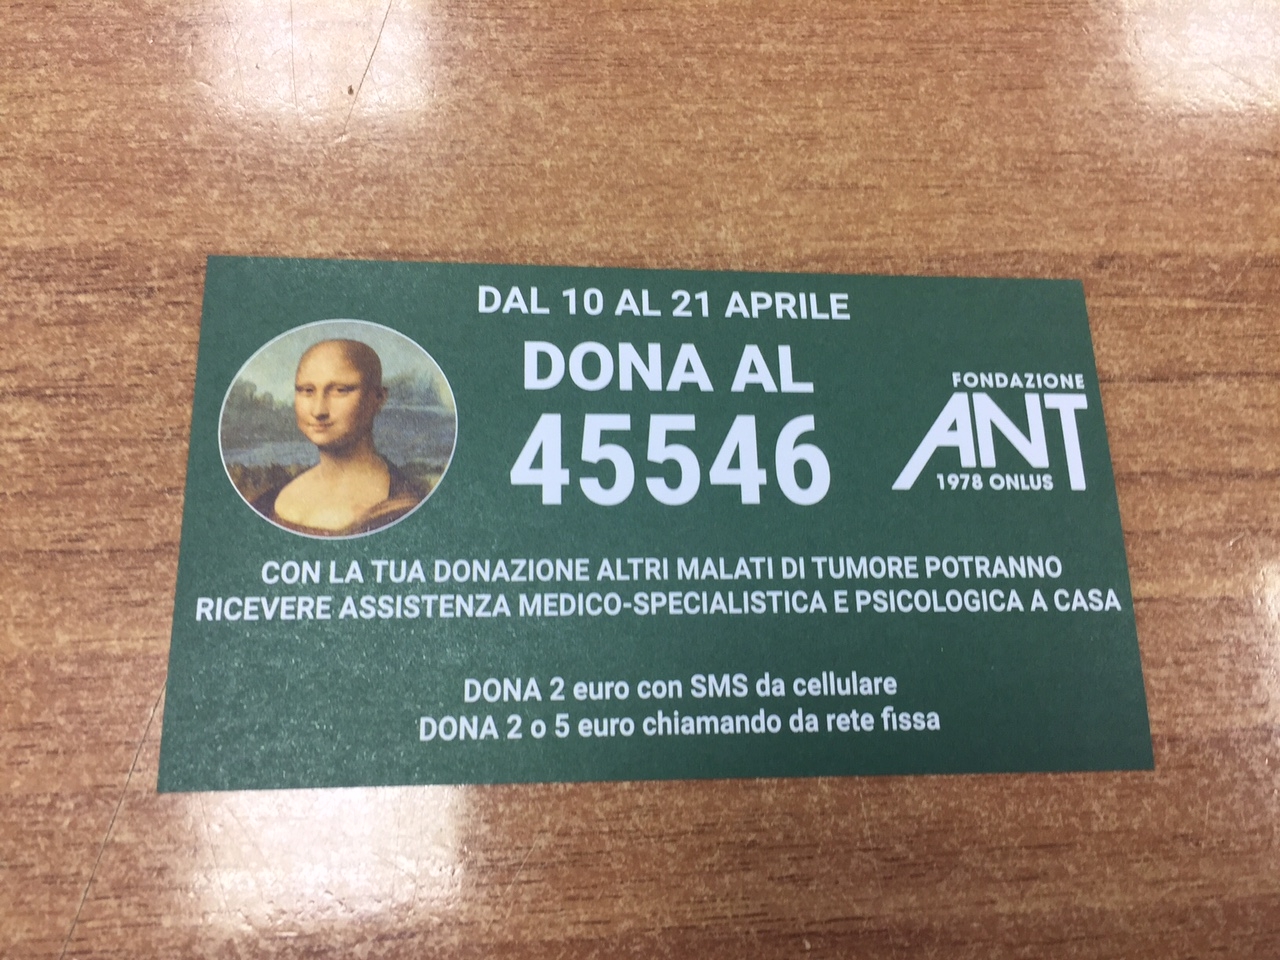 DAL 10 AL 21 APRILE
DONA AL
45546
FONDAZIONE
ANT
1978 ONLUS
CON LA TUA DONAZIONE ALTRI MALATI DI TUMORE POTRANNO
RICEVERE ASSISTENZA MEDICO-SPECIALISTICA E PSICOLOGICA A CASA
DONA 2 euro con SMS da cellulare
DONA 2 o 5 euro chiamando da rete fissa